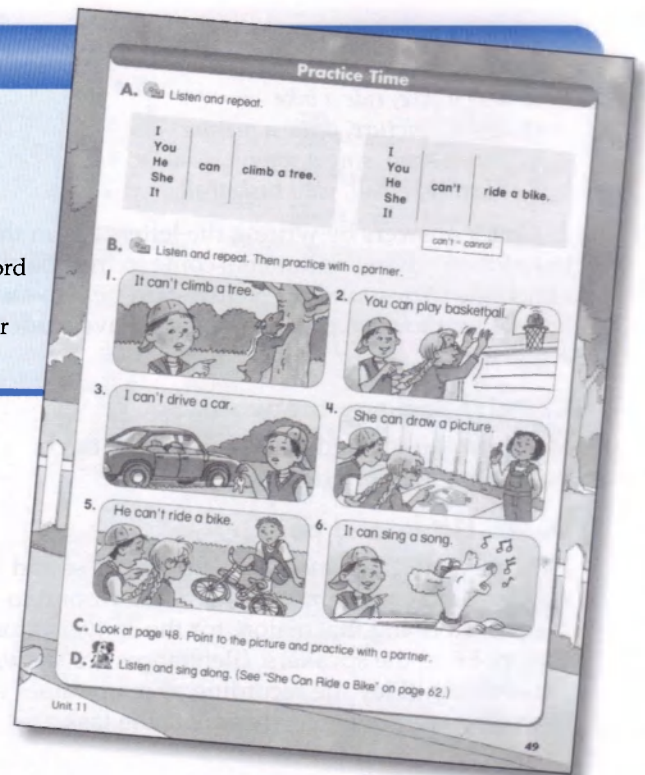 ord
r
Practice Time
A. Listen and repeat.
I
You
He
She
It
can
climb a tree.
I
You
He
She
It
can't
ride a bike.
can't = cannot
B. Listen and repeat. Then practice with a partner.
1. It can't climb a tree.
2. You can play basketball.
3. I can't drive a car.
4. She can draw a picture.
5. He can't ride a bike.
6. It can sing a song.
C. Look at page 48. Point to the picture and practice with a partner.
D. Listen and sing along. (See "She Can Ride a Bike" on page 62.)
Unit 11
49